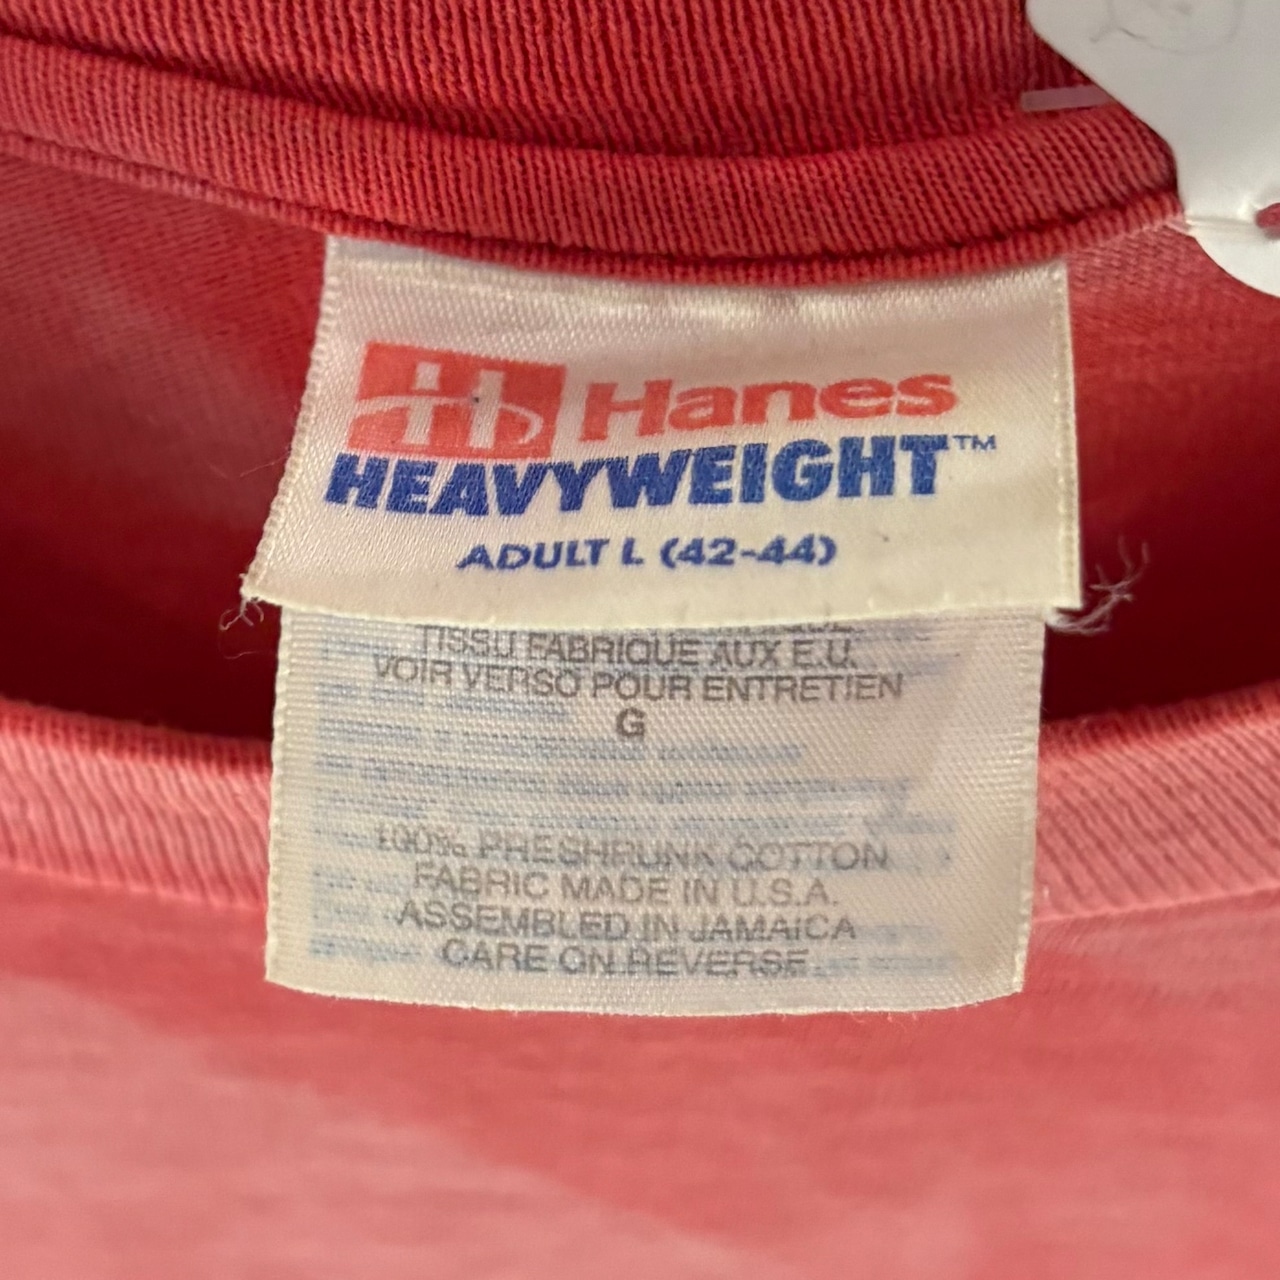 Hanes
HEAVYWEIGHT™
ADULT L (42-44)
TISSU FABRIQUE AUX E.U.
VOIR VERSO POUR ENTRETIEN
G
100% PRESHRUNK COTTON
FABRIC MADE IN U.S.A.
ASSEMBLED IN JAMAICA
CARE ON REVERSE